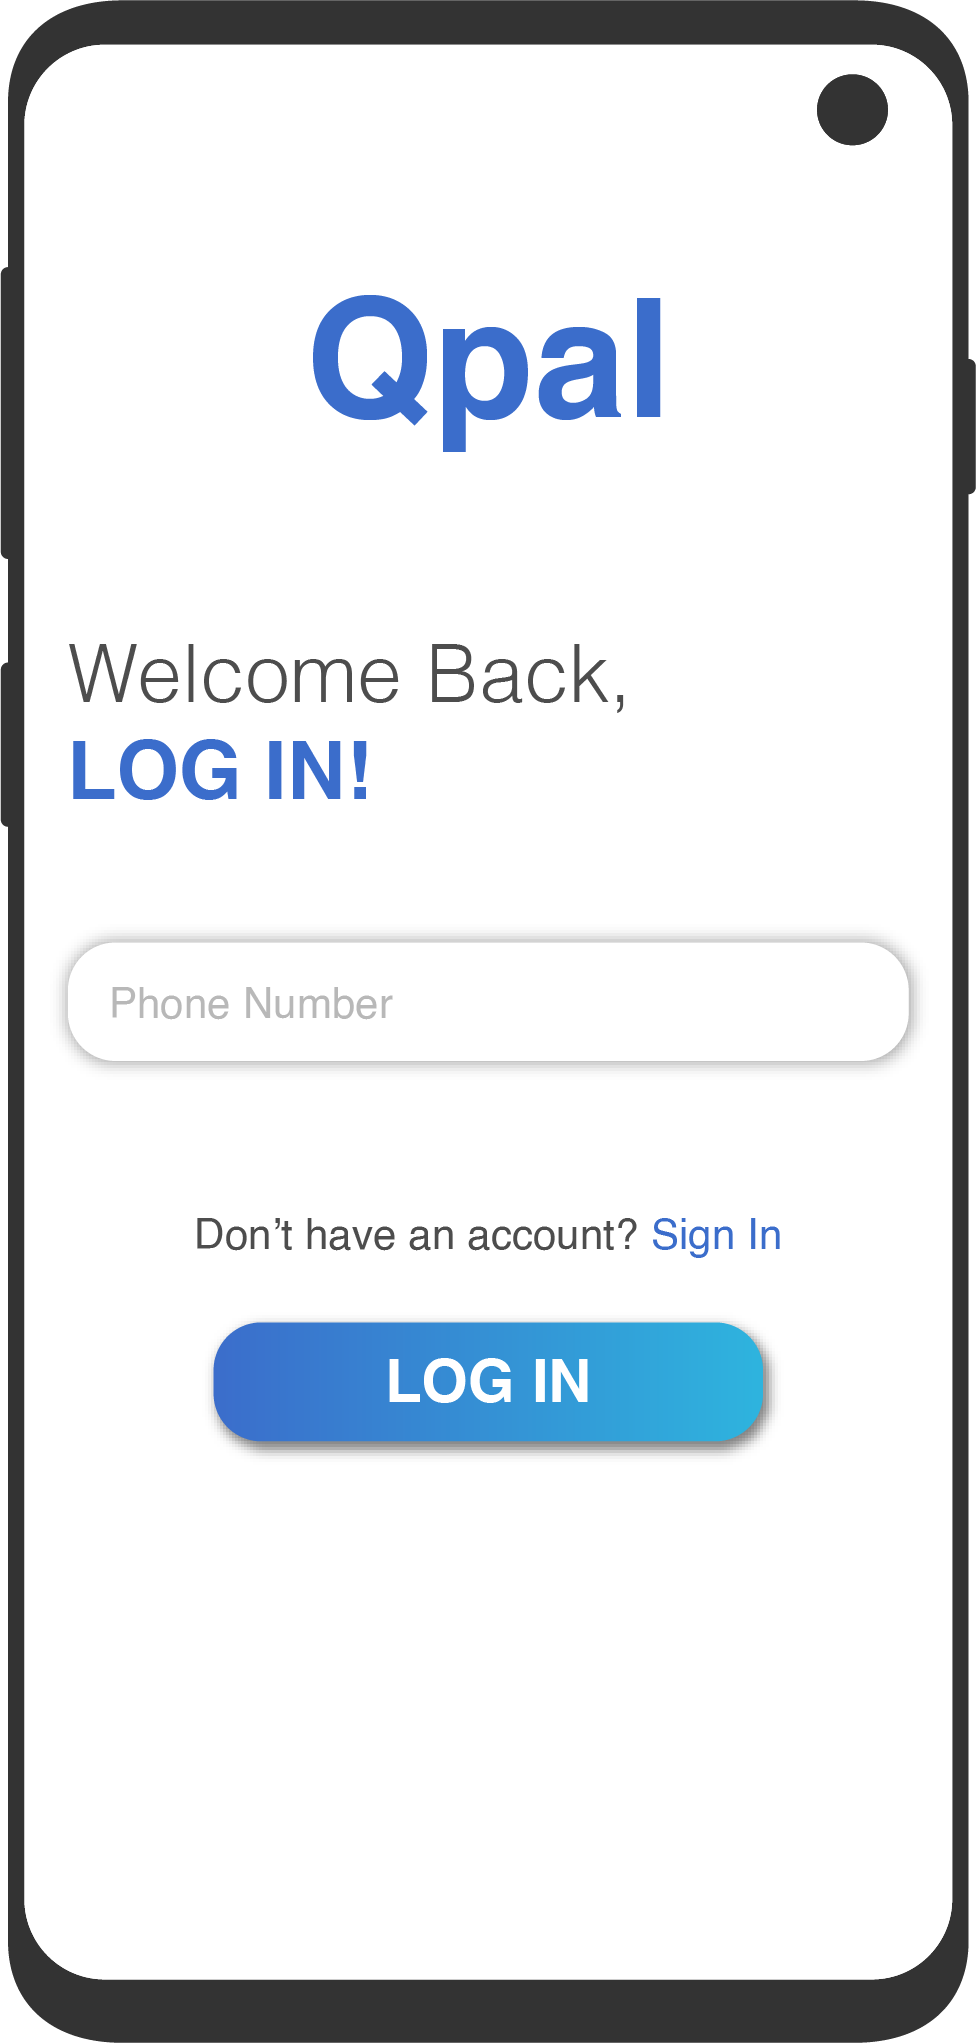 Qpal
Welcome Back,
LOG IN!
Phone Number
Don’t have an account? Sign In
LOG IN